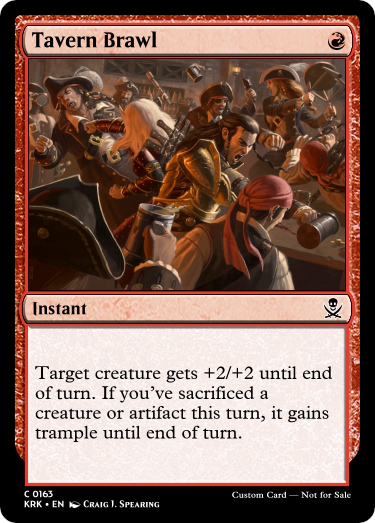 Tavern Brawl
Instant
Target creature gets +2/+2 until end
of turn. If you've sacrificed a
creature or artifact this turn, it gains
trample until end of turn.
C 0163
KRK • EN Craig J. Spearing
Custom Card — Not for Sale